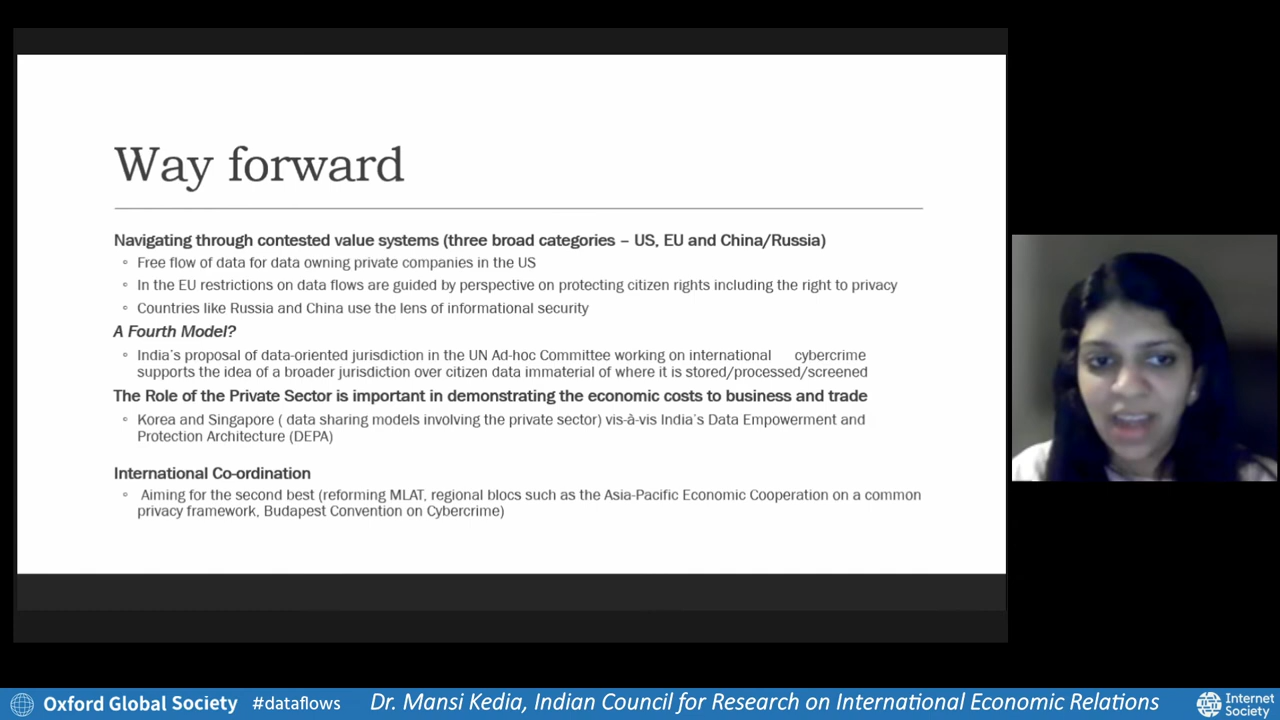 Way forward
Navigating through contested value systems (three broad categories – US, EU and China/Russia)
◦ Free flow of data for data owning private companies in the US
◦ In the EU restrictions on data flows are guided by perspective on protecting citizen rights including the right to privacy
◦ Countries like Russia and China use the lens of informational security
A Fourth Model?
◦ India's proposal of data-oriented jurisdiction in the UN Ad-hoc Committee working on international cybercrime
supports the idea of a broader jurisdiction over citizen data immaterial of where it is stored/processed/screened
The Role of the Private Sector is important in demonstrating the economic costs to business and trade
◦ Korea and Singapore ( data sharing models involving the private sector) vis-à-vis India's Data Empowerment and
Protection Architecture (DEPA)
International Co-ordination
◦ Aiming for the second best (reforming MLAT, regional blocs such as the Asia-Pacific Economic Cooperation on a common
privacy framework, Budapest Convention on Cybercrime)
Oxford Global Society #dataflows Dr. Mansi Kedia, Indian Council for Research on International Economic Relations
Internet
Society